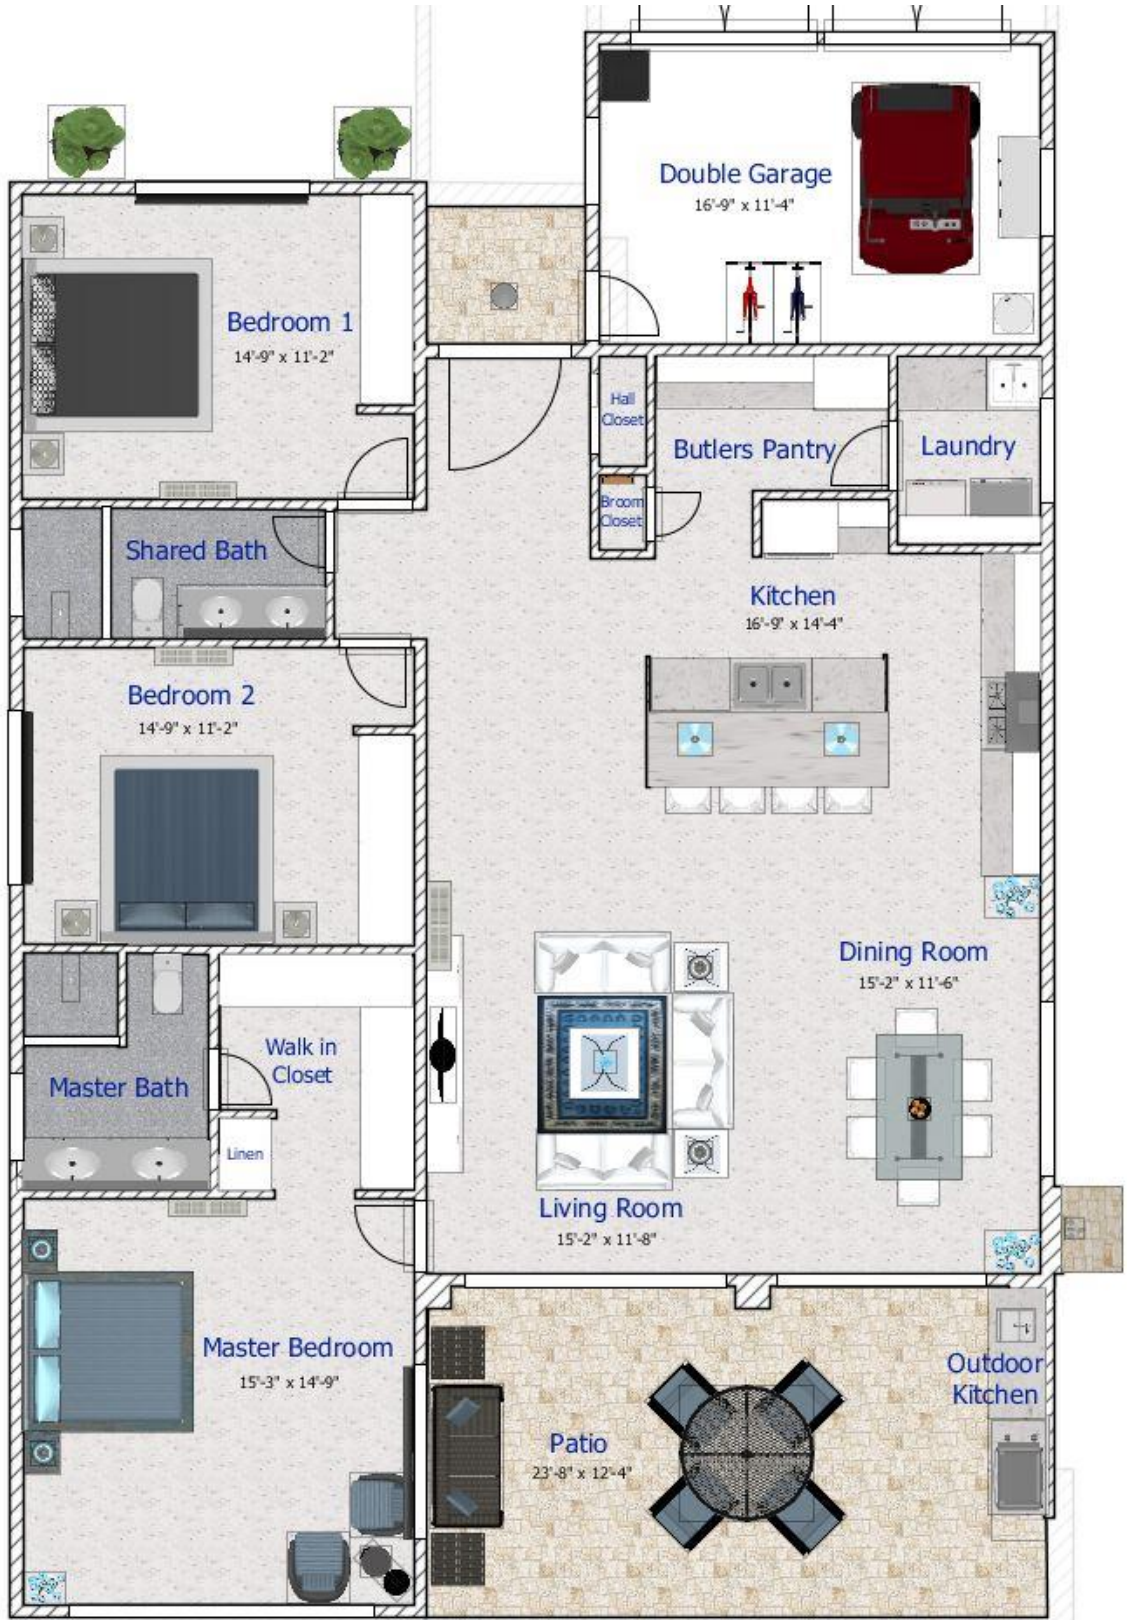 Double Garage
16'-9" x 11'-4"
Bedroom 1
14'-9" x 11'-2"
Hall
Closet
Butlers Pantry
Laundry
Broom
Closet
Shared Bath
Kitchen
16'-9" x 14'-4"
Bedroom 2
14'-9" x 11'-2"
Dining Room
15'-2" x 11'-6"
Walk in
Closet
Master Bath
Linen
Living Room
15'-2" x 11'-8"
Master Bedroom
15'-3" x 14'-9"
Outdoor
Kitchen
Patio
23'-8" x 12'-4"